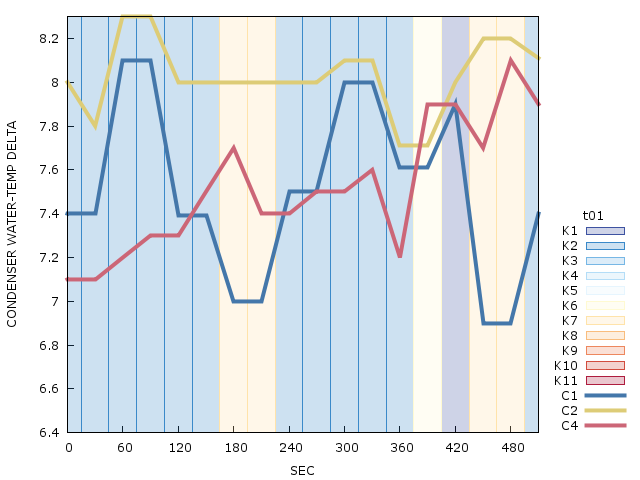 CONDENSER WATER-TEMP DELTA
8.2
8
7.8
7.6
7.4
7.2
7
6.8
6.6
6.4
0 60 120 180 240 300 360 420 480
SEC
t01
K1
K2
K3
K4
K5
K6
K7
K8
K9
K10
K11
C1
C2
C4